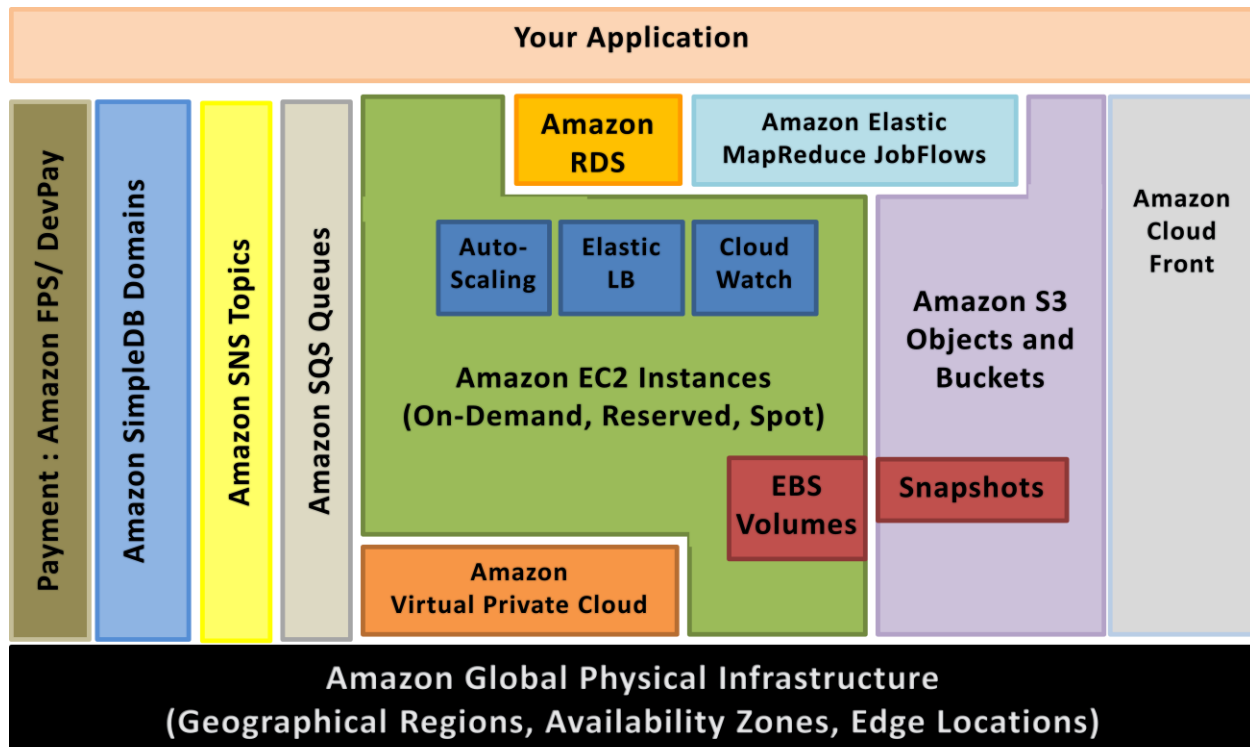 Your Application
Payment : Amazon FPS/ DevPay
Amazon SimpleDB Domains
Amazon SNS Topics
Amazon SQS Queues
Amazon
RDS
Amazon Elastic
MapReduce JobFlows
Auto-
Scaling
Elastic
LB
Cloud
Watch
Amazon EC2 Instances
(On-Demand, Reserved, Spot)
EBS
Volumes
Amazon
Virtual Private Cloud
Amazon S3
Objects and
Buckets
Snapshots
Amazon
Cloud
Front
Amazon Global Physical Infrastructure
(Geographical Regions, Availability Zones, Edge Locations)